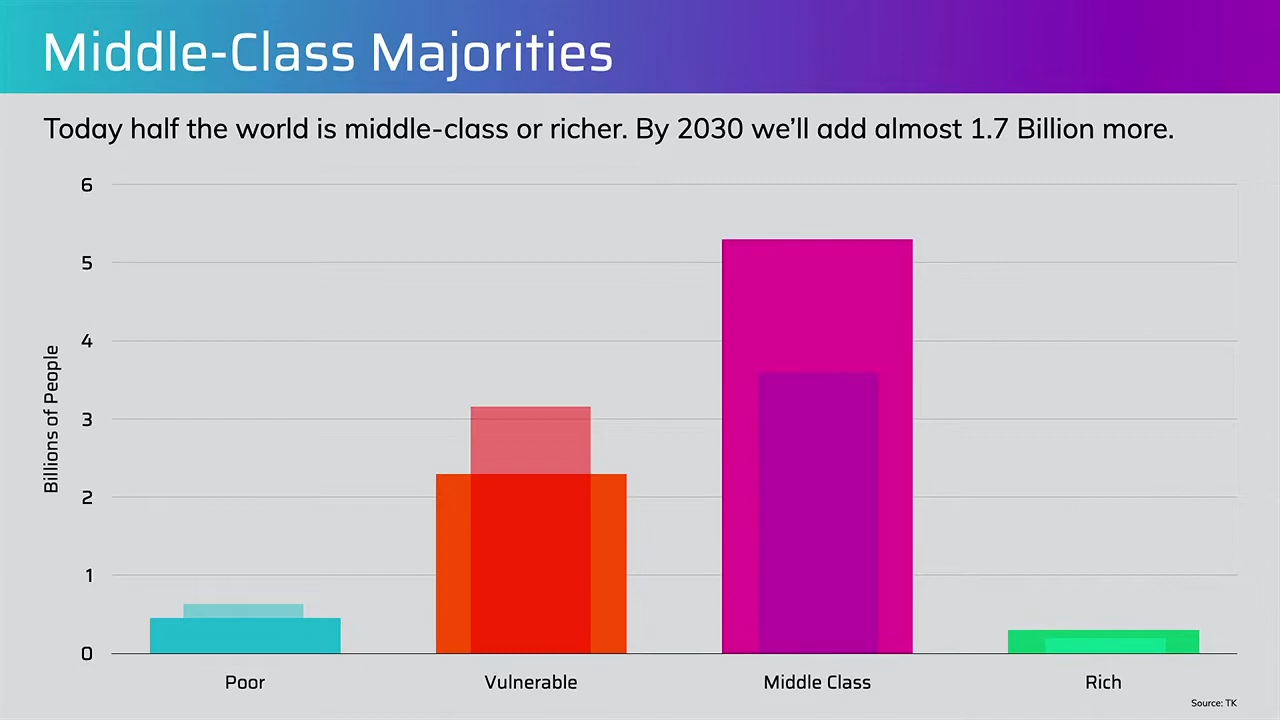 Middle-Class Majorities
Today half the world is middle-class or richer. By 2030 we'll add almost 1.7 Billion more.
6
5
4
3
2
1
0
Billions of People
Poor
Vulnerable
Middle Class
Rich
Source: TK